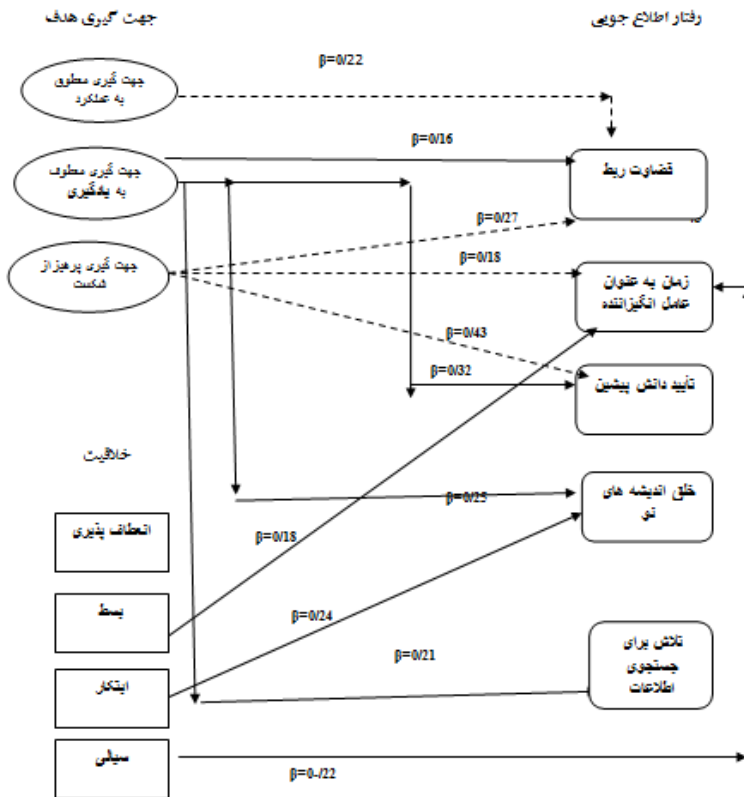 جهت گیری هدف
رفتار اطلاع جویی
β=0/22
جهت گیری معطوق
به عملکرد
β=0/16
جهت گیری معطوف
به یادگیری
قضاوت ربط
β=0/27
جهت گیری پرهیز از
شکست
β=0/18
زمان به عنوان
عامل انگیزاننده
β=0/43
β=0/32
تأیید دانش پیشین
خلاقیت
β=0/25
خلق اندیشه های
نو
انعطاف پذیری
β=0/18
بسط
β=0/24
تلاش برای
جستجوی
اطلاعات
β=0/21
ابتکار
سیالی
β=0-/22